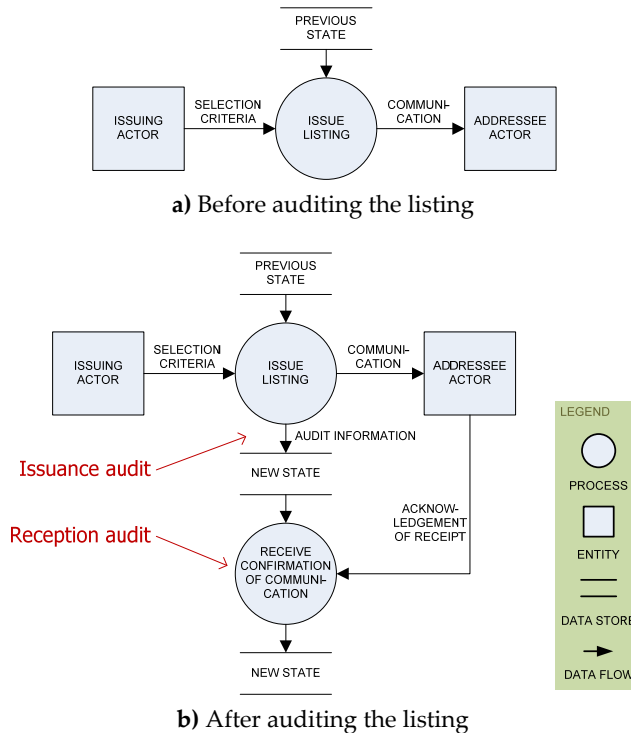 PREVIOUS
STATE
ISSUING
ACTOR
SELECTION
CRITERIA
ISSUE
LISTING
COMMUNI-
CATION
ADDRESSEE
ACTOR
a) Before auditing the listing
PREVIOUS
STATE
ISSUING
ACTOR
SELECTION
CRITERIA
ISSUE
LISTING
COMMUNI-
CATION
ADDRESSEE
ACTOR
AUDIT INFORMATION
Issuance audit
NEW STATE
ACKNOW-
LEDGEMENT
OF RECEIPT
Reception audit
RECEIVE
CONFIRMATION
OF COMMUNI-
CATION
NEW STATE
LEGEND
PROCESS
ENTITY
DATA STORE
DATA FLOW
b) After auditing the listing